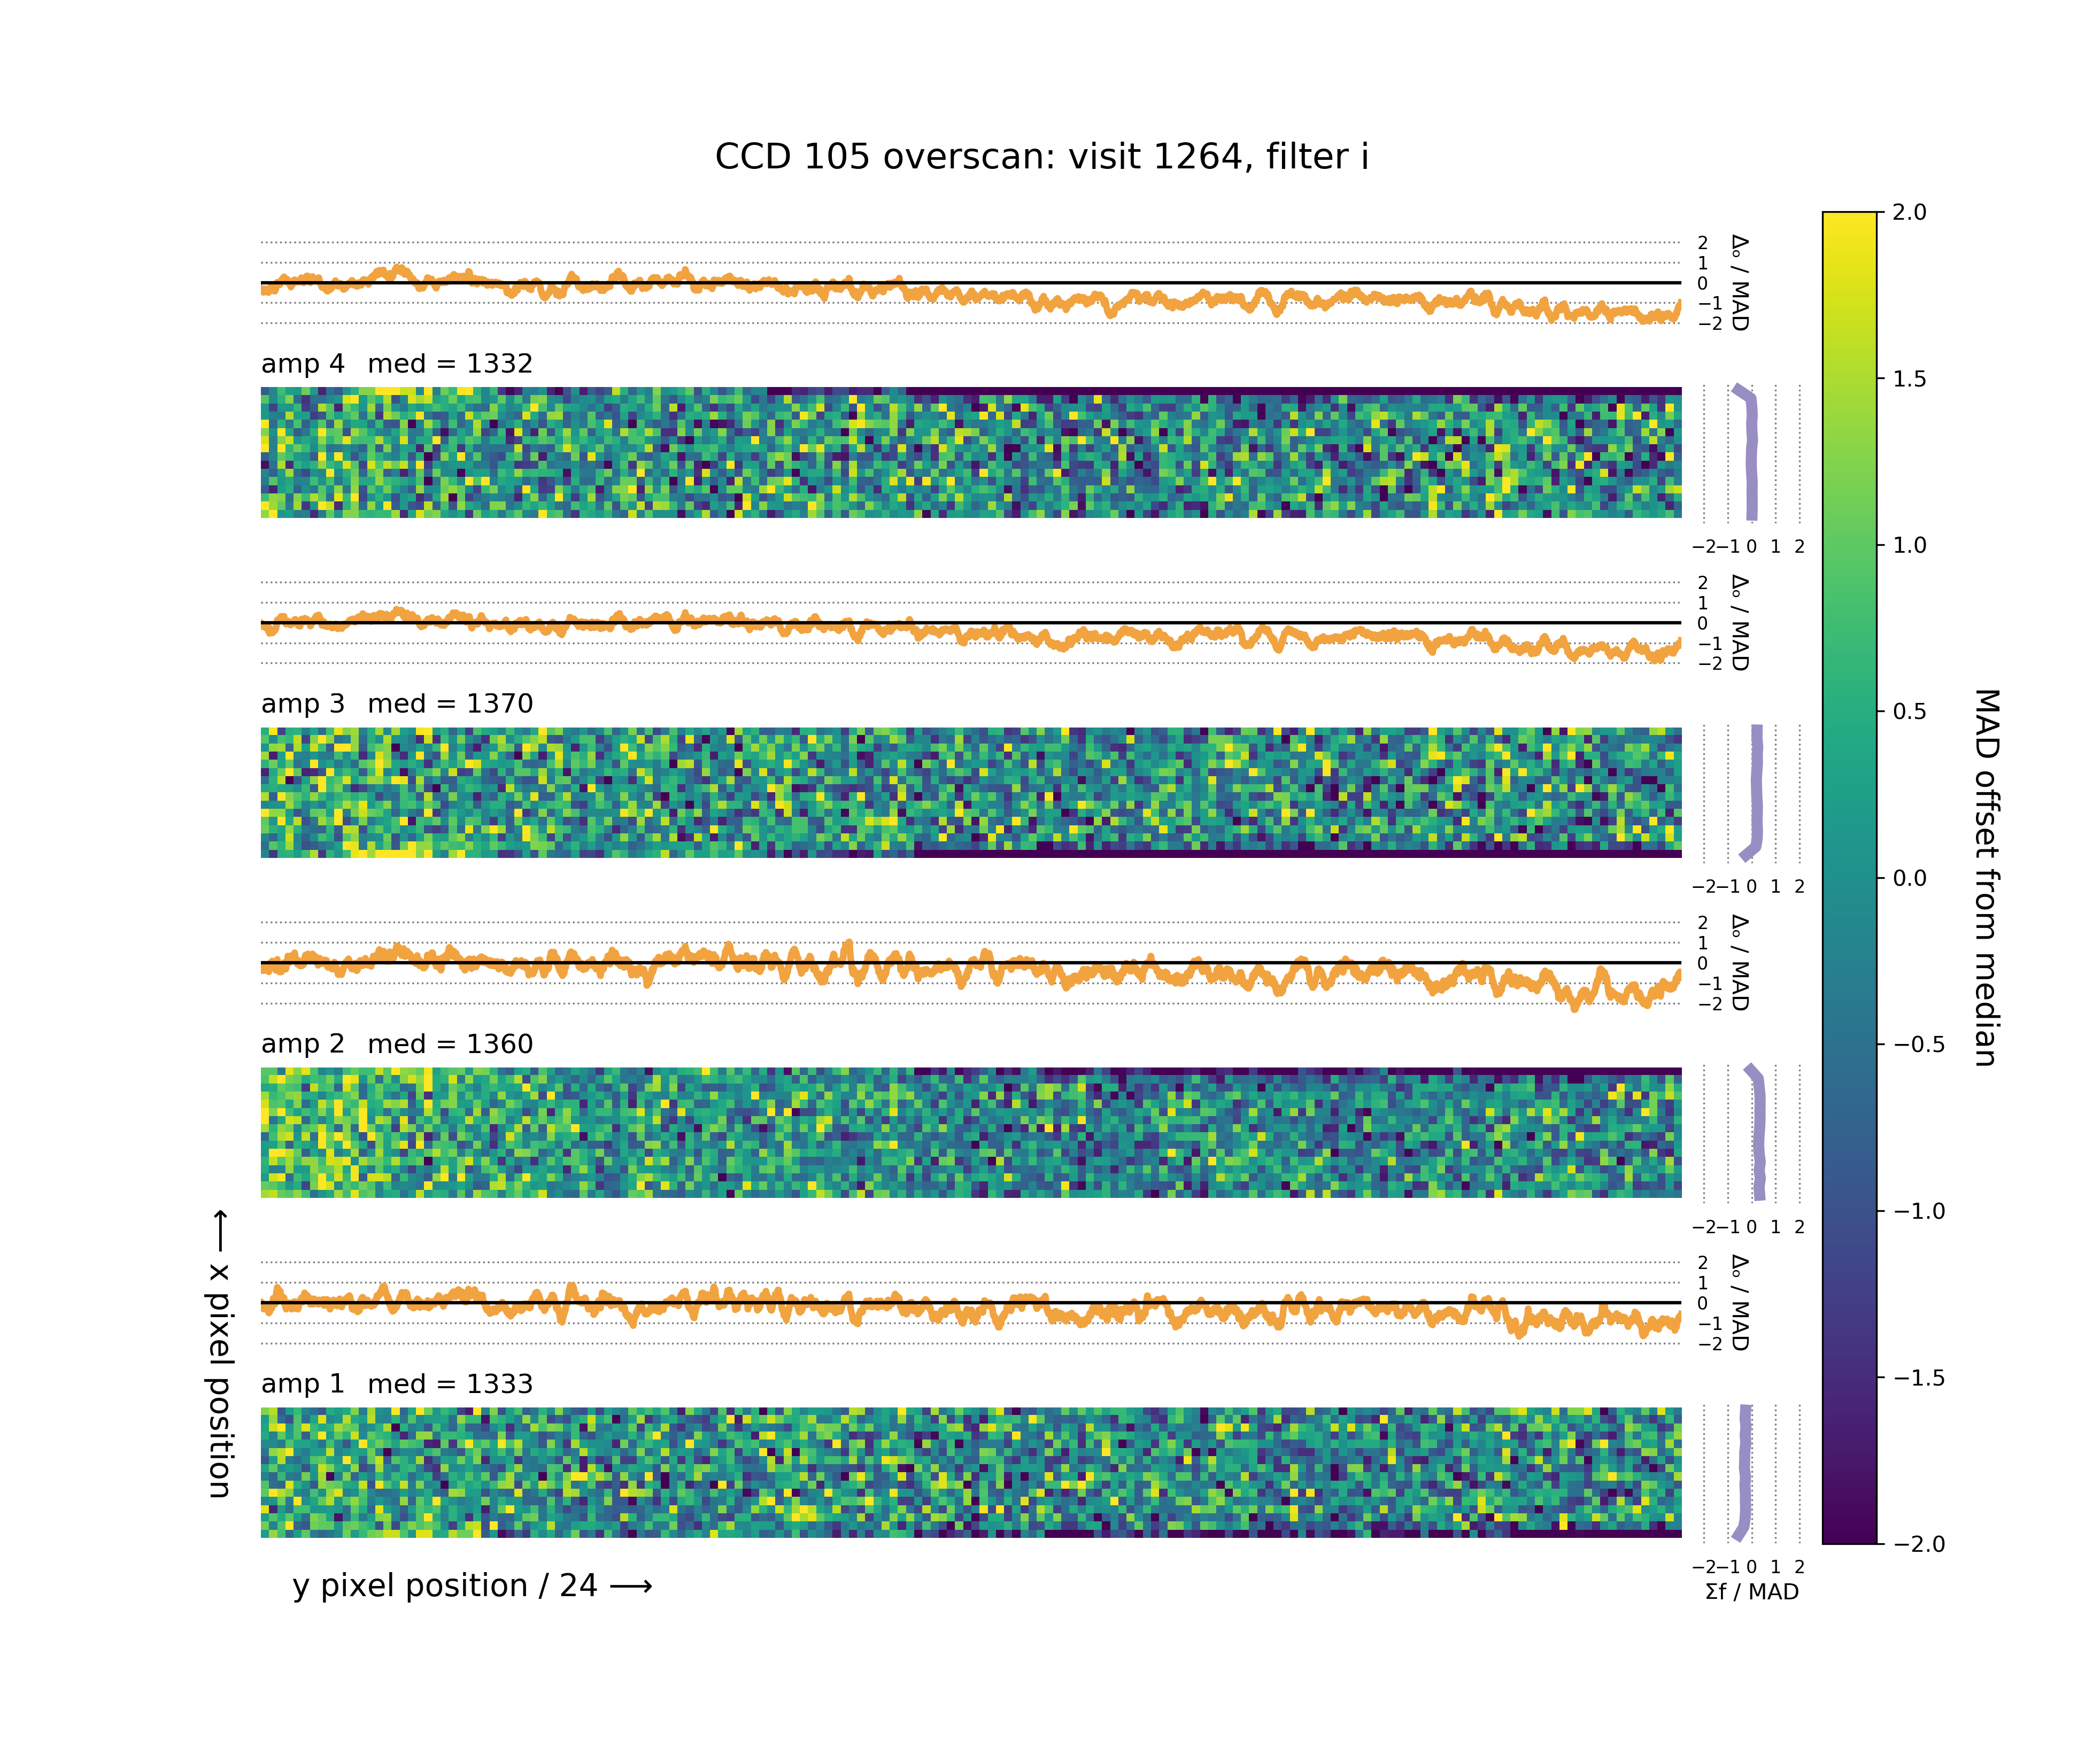 CCD 105 overscan: visit 1264, filter i
2
1
0
−1
−2
Δₒ / MAD
amp 4 med = 1332
−2−1 0 1 2
2
1
0
−1
−2
Δₒ / MAD
amp 3 med = 1370
−2−1 0 1 2
2
1
0
−1
−2
Δₒ / MAD
amp 2 med = 1360
−2−1 0 1 2
2
1
0
−1
−2
Δₒ / MAD
amp 1 med = 1333
−2−1 0 1 2
Σf / MAD
y pixel position / 24 ⟶
⟵ x pixel position
2.0
1.5
1.0
0.5
0.0
−0.5
−1.0
−1.5
−2.0
MAD offset from median